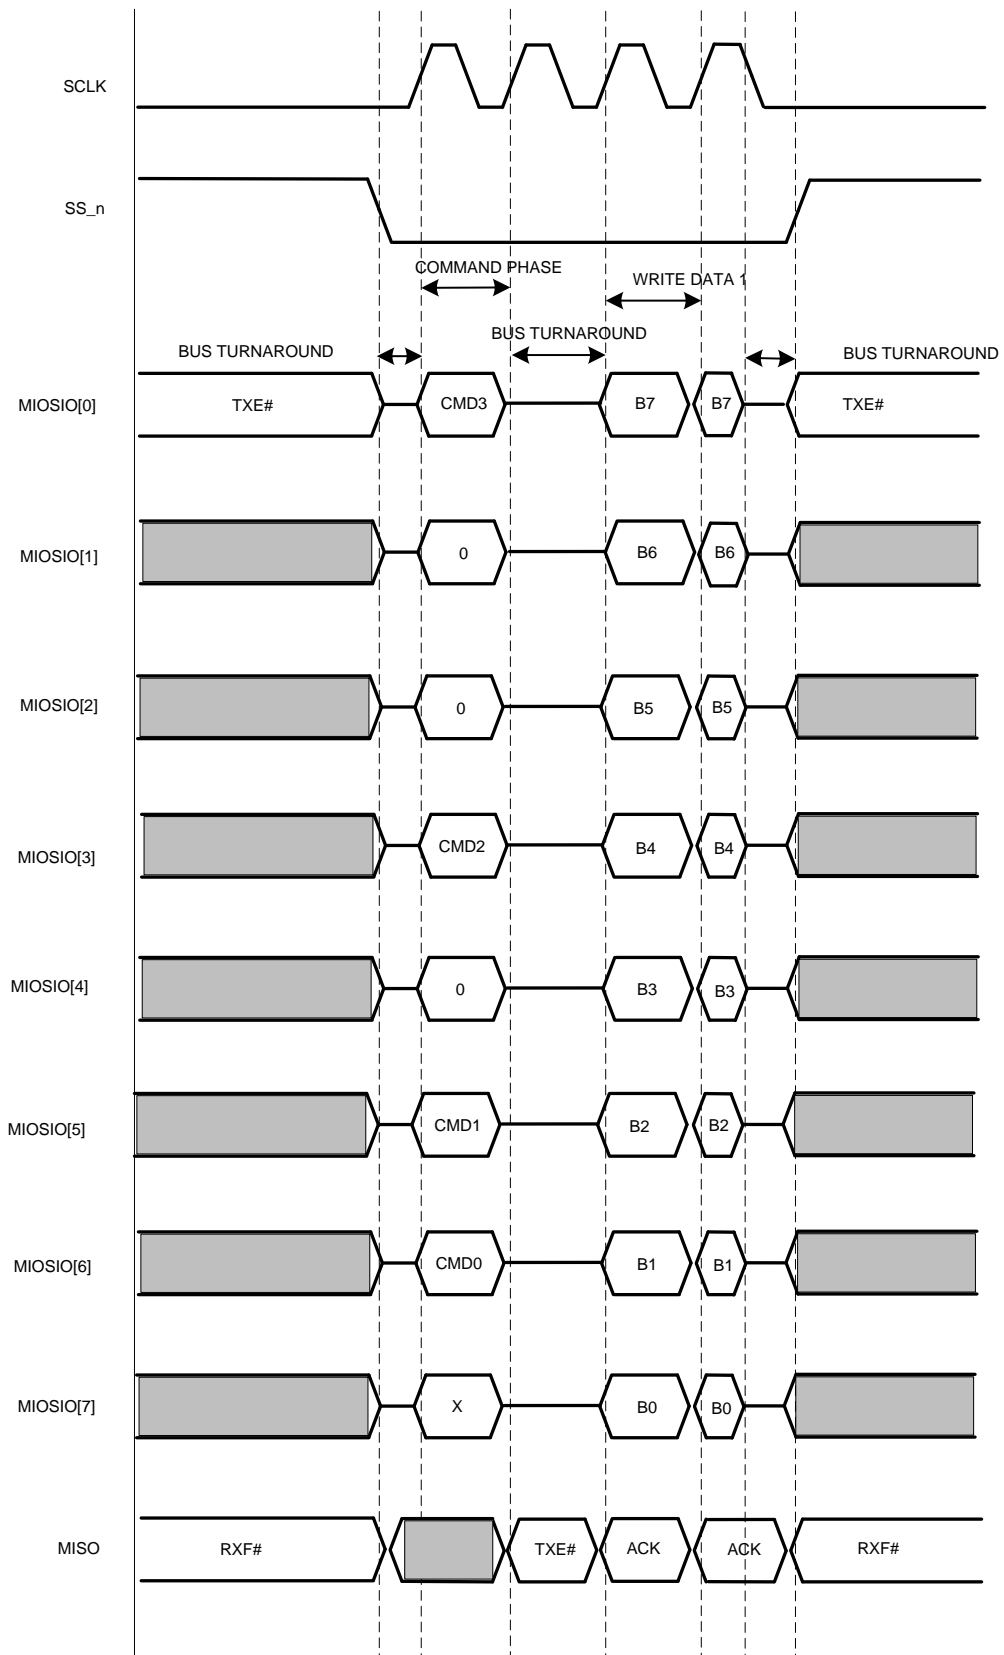 SCLK
SS_n
COMMAND PHASE
WRITE DATA 1
BUS TURNAROUND
BUS TURNAROUND
BUS TURNAROUND
MIOSIO[0] TXE# CMD3 B7 B7 TXE#
MIOSIO[1] 0 B6 B6
MIOSIO[2] 0 B5 B5
MIOSIO[3] CMD2 B4 B4
MIOSIO[4] 0 B3 B3
MIOSIO[5] CMD1 B2 B2
MIOSIO[6] CMD0 B1 B1
MIOSIO[7] X B0 B0
MISO RXF# TXE# ACK ACK RXF#